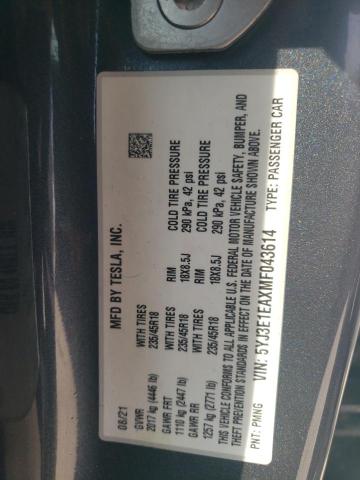 MFD BY TESLA, INC.
08/21
GVWR
2017 kg (4446 lb)
GAWR FRT
1110 kg (2447 lb)
WITH TIRES
235/45R18
RIM
18X8.5J
COLD TIRE PRESSURE
290 kPa, 42 psi
GAWR RR
1257 kg (2771 lb)
WITH TIRES
235/45R18
RIM
18X8.5J
COLD TIRE PRESSURE
290 kPa, 42 psi
THIS VEHICLE CONFORMS TO ALL APPLICABLE U.S. FEDERAL MOTOR VEHICLE SAFETY, BUMPER, AND
THEFT PREVENTION STANDARDS IN EFFECT ON THE DATE OF MANUFACTURE SHOWN ABOVE.
VIN: 5YJ3E1EAXMF043614
PNT: PMNG
TYPE: PASSENGER CAR